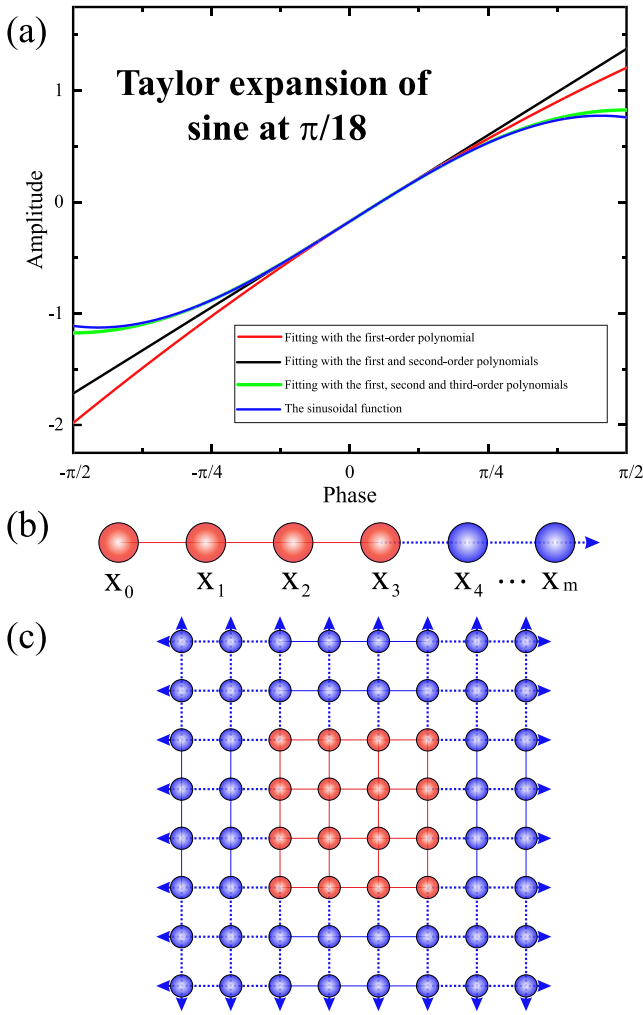 (a)
Taylor expansion of
sine at π/18
Amplitude
1
0
-1
-2
Fitting with the first-order polynomial
Fitting with the first and second-order polynomials
Fitting with the first, second and third-order polynomials
The sinusoidal function
-π/2 -π/4 0 π/4 π/2
Phase
(b)
X0 X1 X2 X3 X4 ··· Xm
(c)